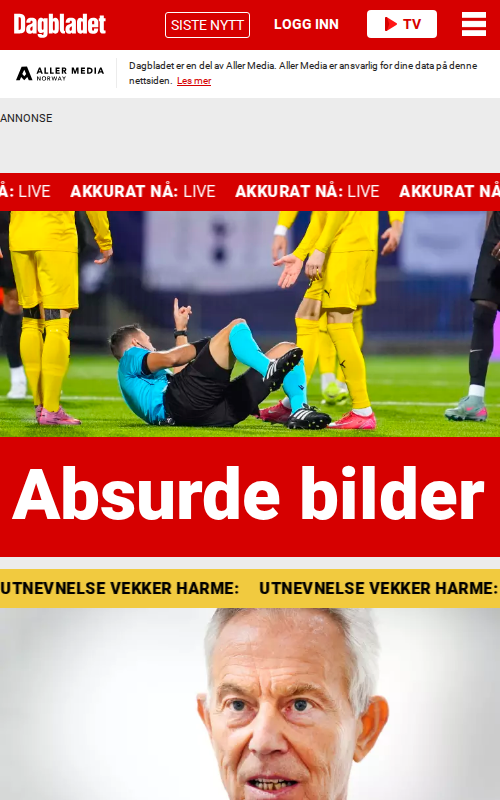 Dagbladet
SISTE NYTT
LOGG INN
TV
ALLER MEDIA
NORWAY
Dagbladet er en del av Aller Media. Aller Media er ansvarlig for dine data på denne
nettsiden. Les mer
ANNONSE
Å: LIVE AKKURAT NÅ: LIVE AKKURAT NÅ: LIVE AKKURAT NÅ
Absurde bilder
UTNEVNELSE VEKKER HARME: UTNEVNELSE VEKKER HARME: